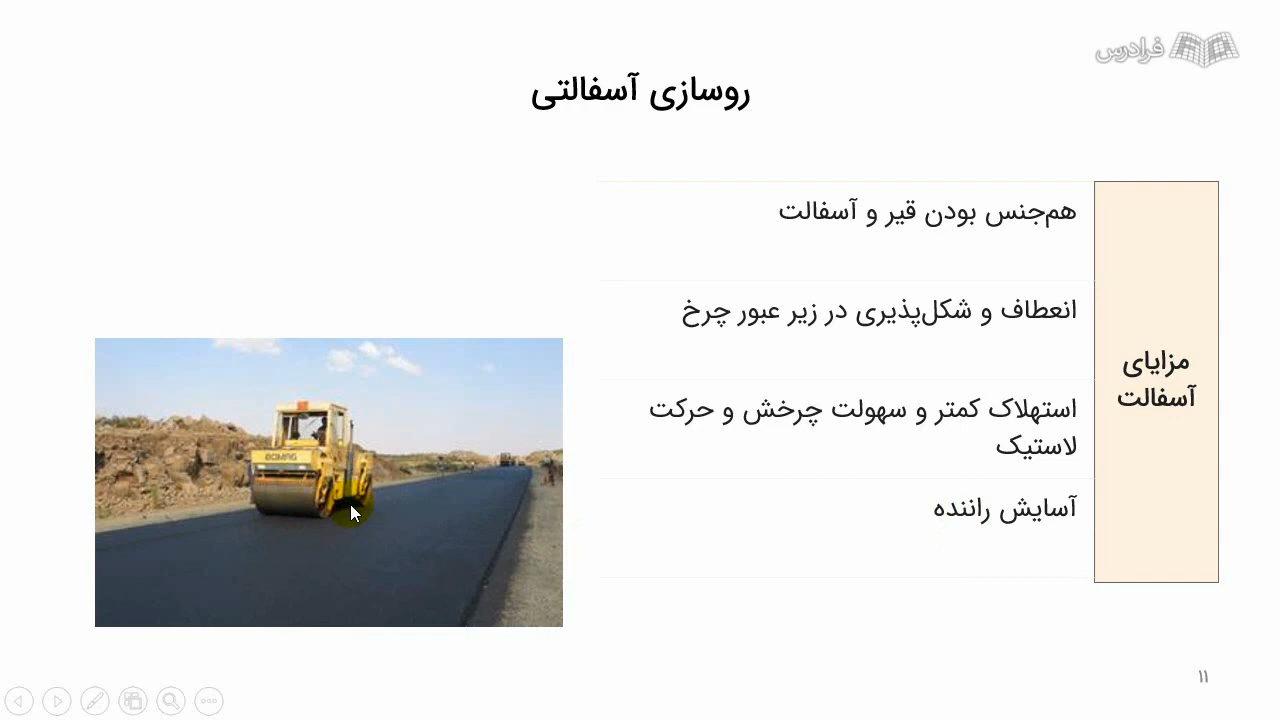 فرادرس
روسازی آسفالتی
مزایای
آسفالت
هم‌جنس بودن قیر و آسفالت
انعطاف و شکل‌پذیری در زیر عبور چرخ
استهلاک کمتر و سهولت چرخش و حرکت
لاستیک
آسایش راننده
BOMAG
۱۱